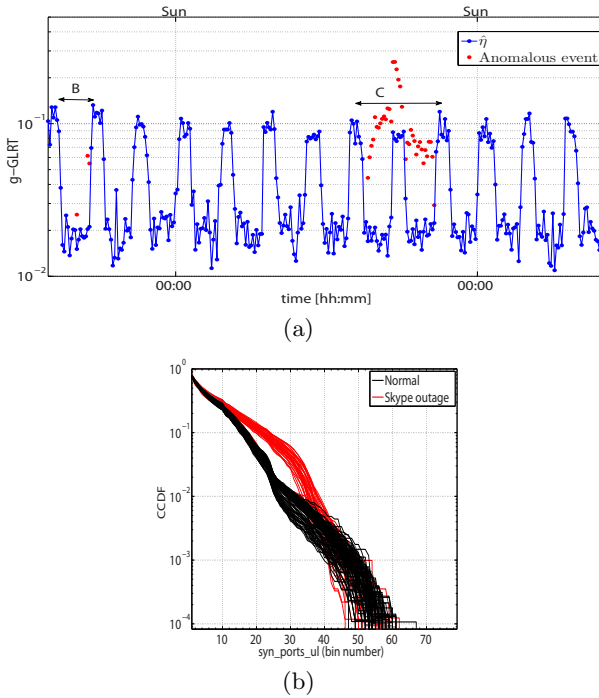 Sun Sun
η̂
Anomalous event
B C
g−GLRT
10⁻¹
10⁻²
00:00 00:00
time [hh:mm]
(a)
10⁰
10⁻¹
10⁻²
10⁻³
10⁻⁴
CCDF
Normal
Skype outage
10 20 30 40 50 60 70
syn_ports_ul (bin number)
(b)